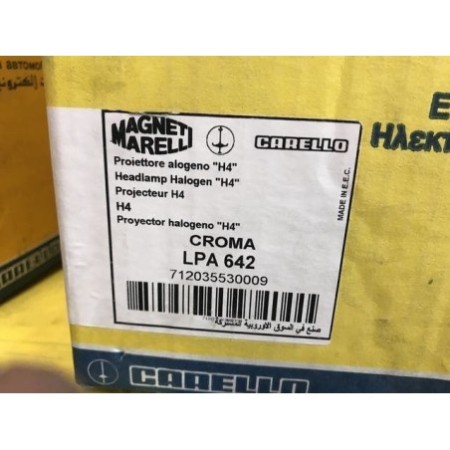 MAGNETI
MARELLI
CARELLO
Proiettore alogeno "H4"
Headlamp Halogen "H4"
Projecteur H4
H4
Proyector halogeno "H4"
MADE IN E.E.C.
CROMA
LPA 642
712035530009
صنع في السوق الاوروبية المشتركة
CARELLO
Ηλεκτ